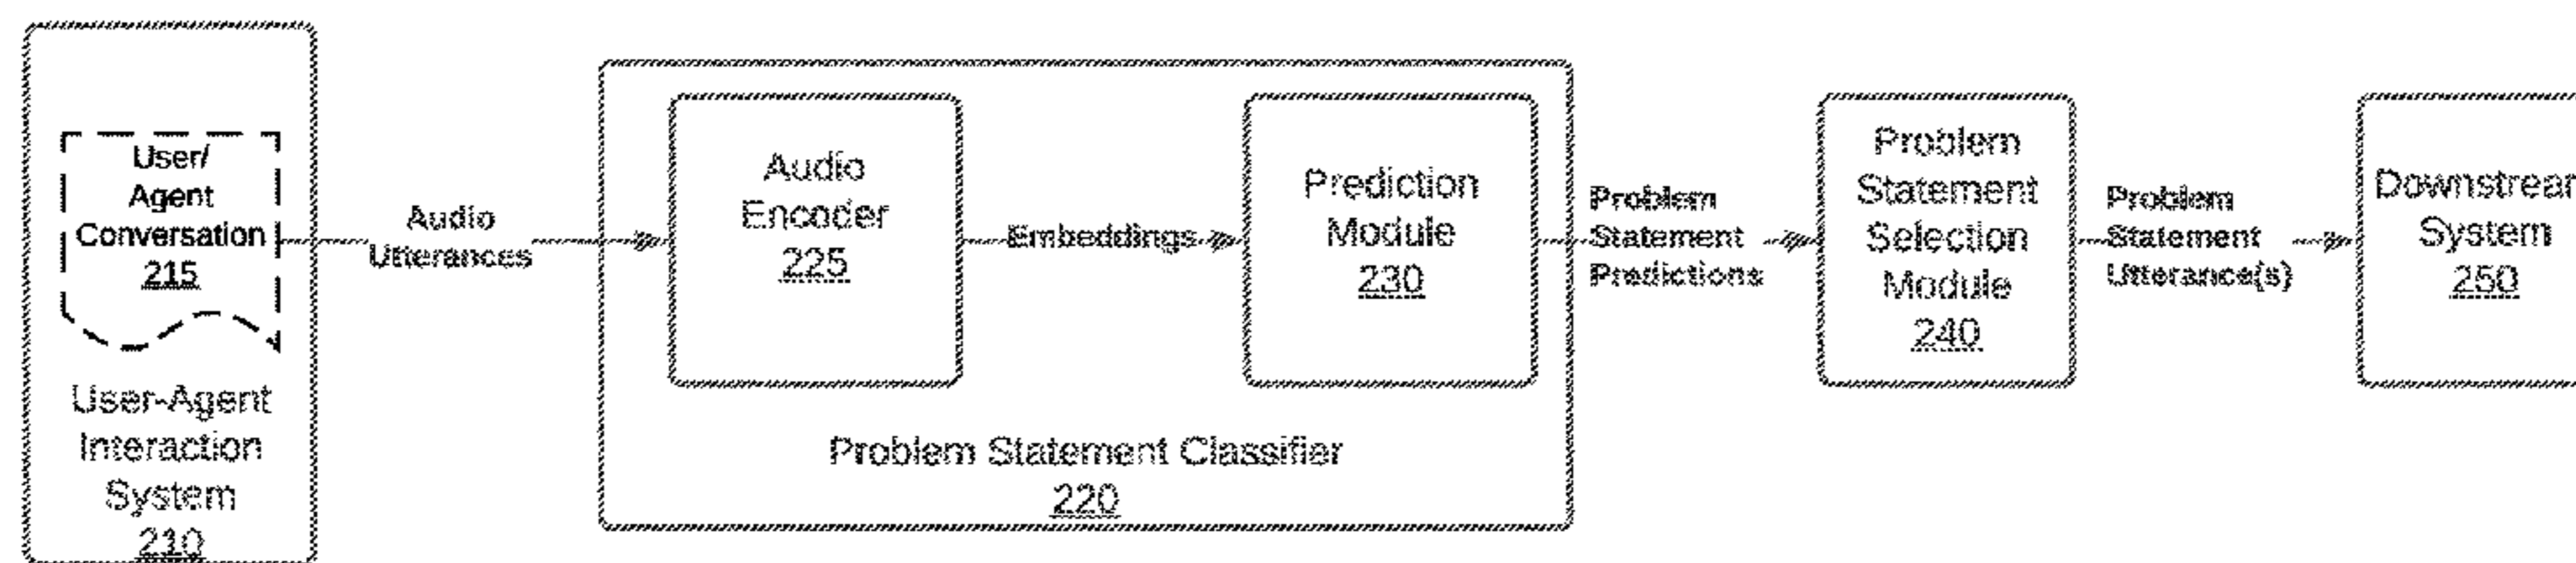 User/
Agent
Conversation
215
User-Agent
Interaction
System
210
Audio
Utterances
Audio
Encoder
225
Embeddings
Prediction
Module
230
Problem Statement Classifier
220
Problem
Statement
Predictions
Problem
Statement
Selection
Module
240
Problem
Statement
Utterance(s)
Downstrear
System
250